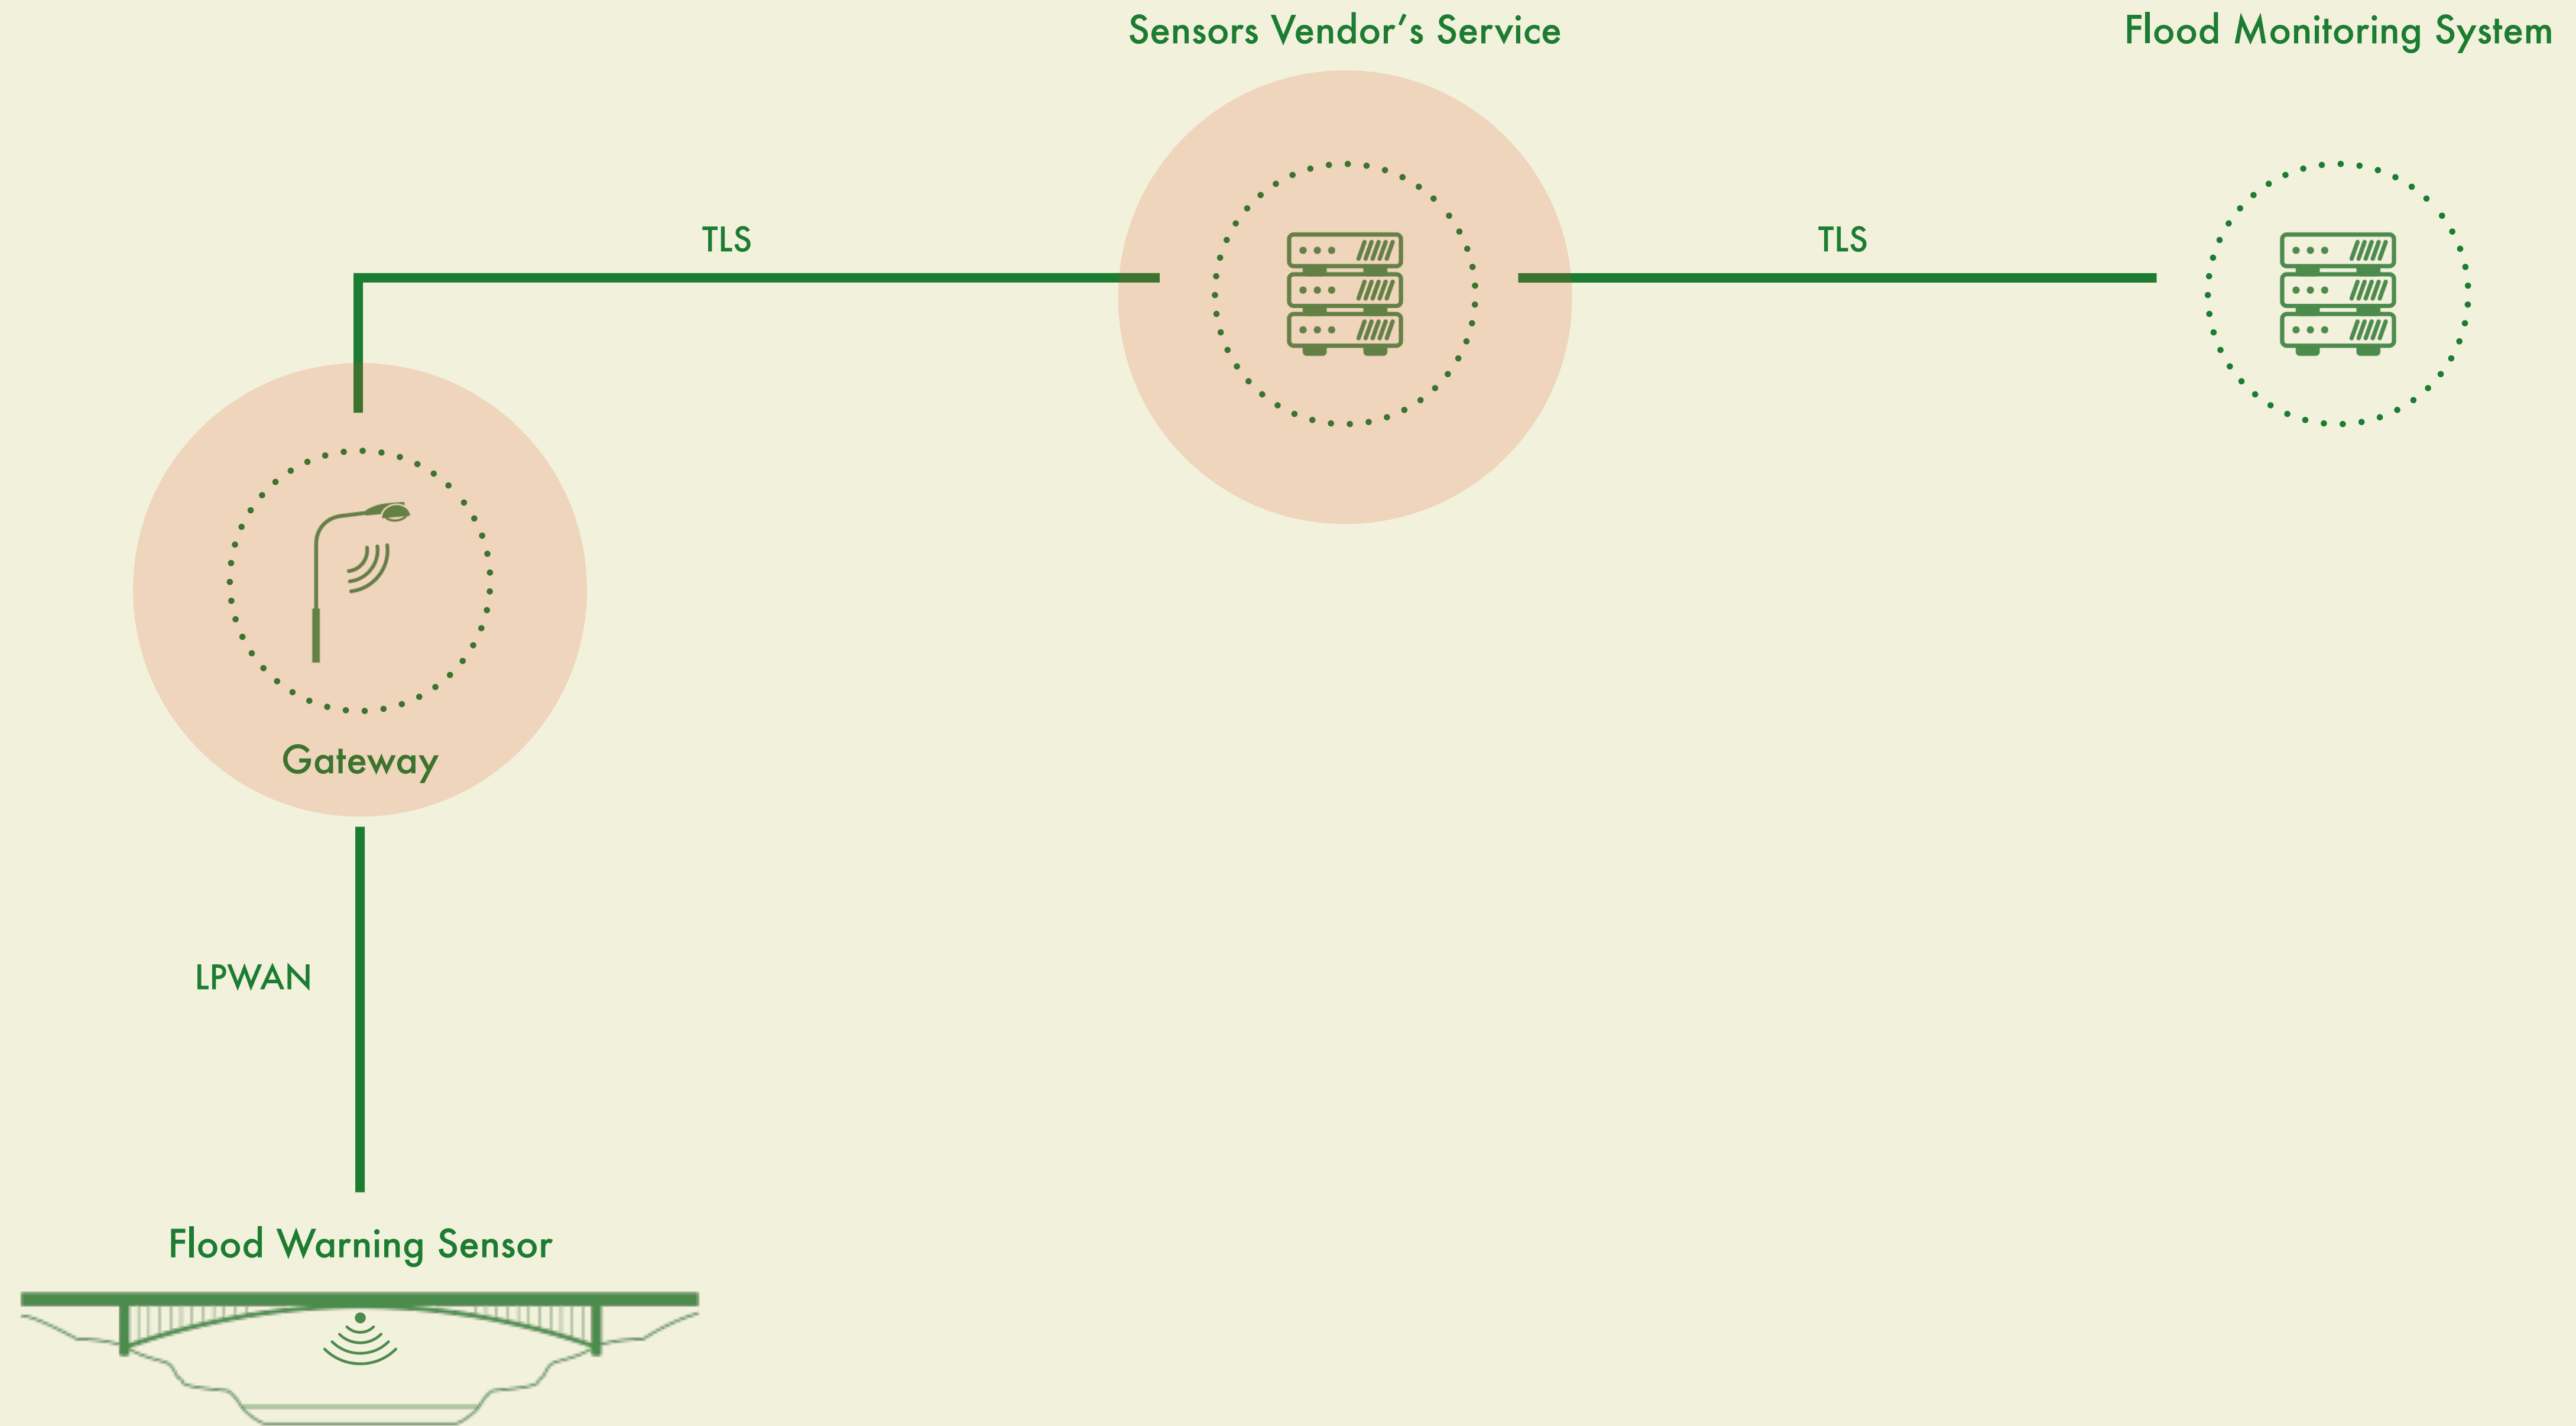 Sensors Vendor’s Service
Flood Monitoring System
TLS
TLS
Gateway
LPWAN
Flood Warning Sensor